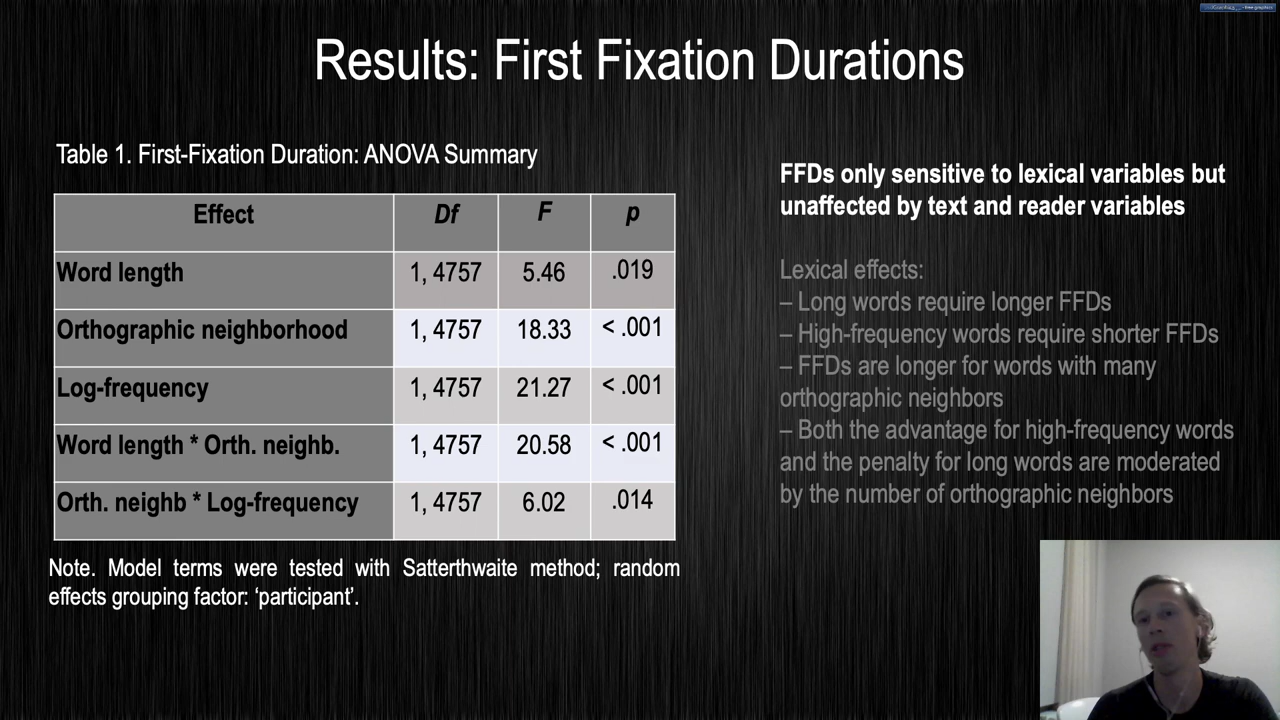 Results: First Fixation Durations
Table 1. First-Fixation Duration: ANOVA Summary
Effect Df F p
Word length 1, 4757 5.46 .019
Orthographic neighborhood 1, 4757 18.33 < .001
Log-frequency 1, 4757 21.27 < .001
Word length * Orth. neighb. 1, 4757 20.58 < .001
Orth. neighb * Log-frequency 1, 4757 6.02 .014
Note. Model terms were tested with Satterthwaite method; random
effects grouping factor: ‘participant’.
FFDs only sensitive to lexical variables but
unaffected by text and reader variables
Lexical effects:
– Long words require longer FFDs
– High-frequency words require shorter FFDs
– FFDs are longer for words with many
orthographic neighbors
– Both the advantage for high-frequency words
and the penalty for long words are moderated
by the number of orthographic neighbors